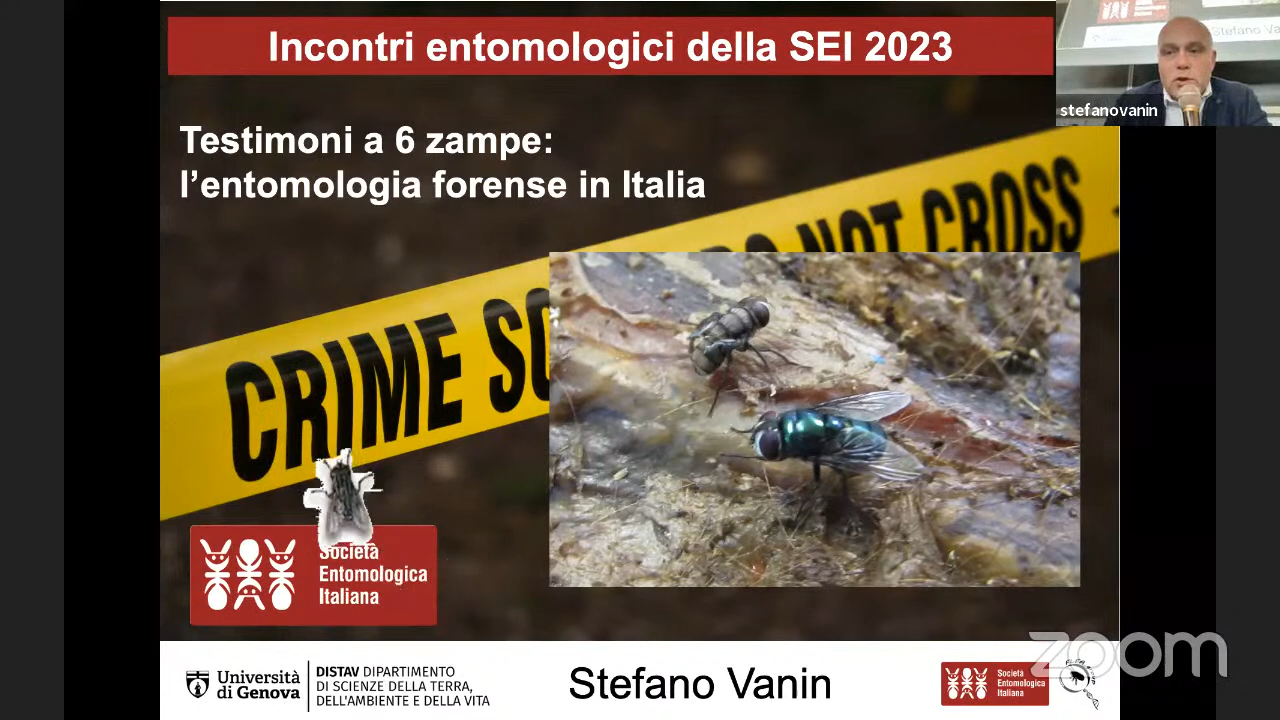 Incontri entomologici della SEI 2023
stefanovanin
Testimoni a 6 zampe:
l'entomologia forense in Italia
DO NOT CROSS
CRIME SC
Società
Entomologica
Italiana
Università
di Genova
DISTAV DIPARTIMENTO
DI SCIENZE DELLA TERRA,
DELL'AMBIENTE E DELLA VITA
Stefano Vanin
Società
Entomologica
Italiana
zoom